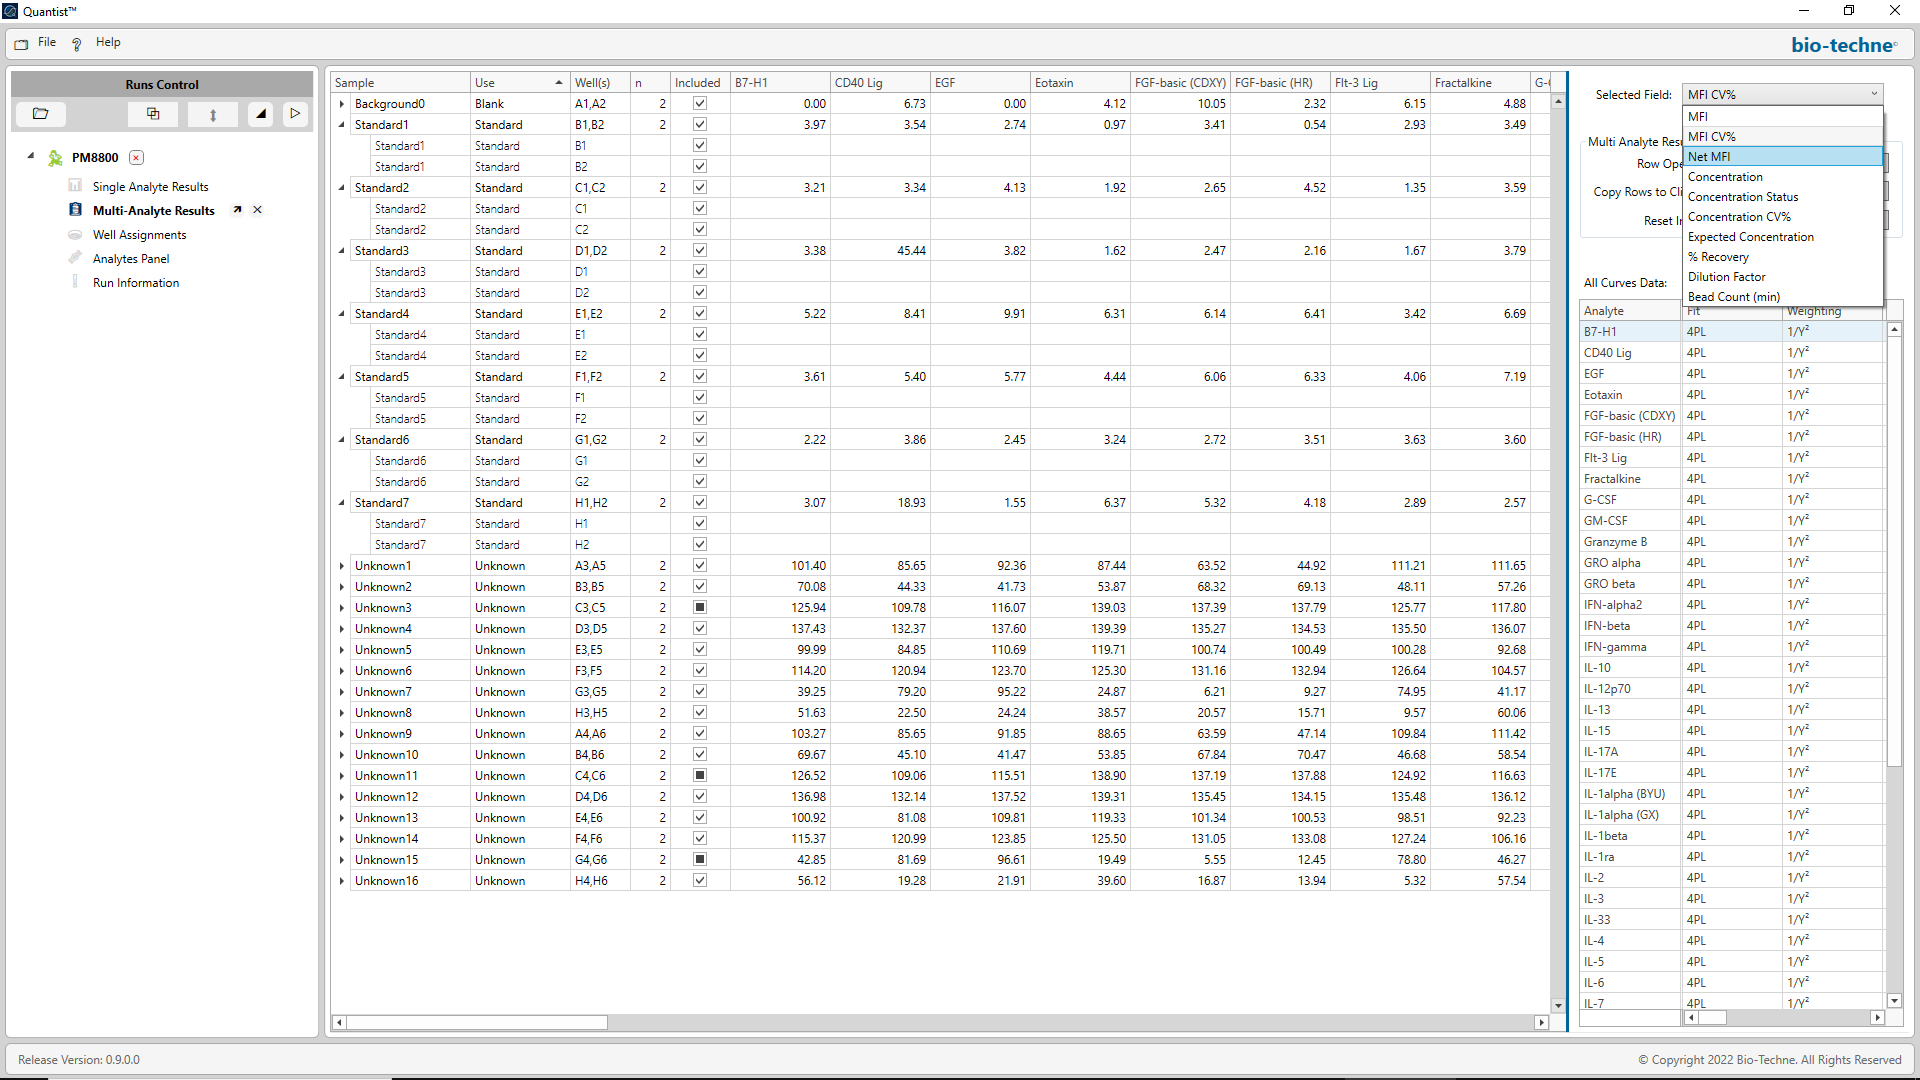 Quantist™
File ? Help
bio-techne
Runs Control
PM8800
Single Analyte Results
Multi-Analyte Results
Well Assignments
Analytes Panel
Run Information
Sample Use Well(s) n Included B7-H1 CD40 Lig EGF Eotaxin FGF-basic (CDXY) FGF-basic (HR) Flt-3 Lig Fractalkine
Background0 Blank A1,A2 2 0.00 6.73 0.00 4.12 10.05 2.32 6.15 4.88
Standard1 Standard B1,B2 2 3.97 3.54 2.74 0.97 3.41 0.54 2.93 3.49
Standard1 Standard B1
Standard1 Standard B2
Standard2 Standard C1,C2 2 3.21 3.34 4.13 1.92 2.65 4.52 1.35 3.59
Standard2 Standard C1
Standard2 Standard C2
Standard3 Standard D1,D2 2 3.38 45.44 3.82 1.62 2.47 2.16 1.67 3.79
Standard3 Standard D1
Standard3 Standard D2
Standard4 Standard E1,E2 2 5.22 8.41 9.91 6.31 6.14 6.41 3.42 6.69
Standard4 Standard E1
Standard4 Standard E2
Standard5 Standard F1,F2 2 3.61 5.40 5.77 4.44 6.06 6.33 4.06 7.19
Standard5 Standard F1
Standard5 Standard F2
Standard6 Standard G1,G2 2 2.22 3.86 2.45 3.24 2.72 3.51 3.63 3.60
Standard6 Standard G1
Standard6 Standard G2
Standard7 Standard H1,H2 2 3.07 18.93 1.55 6.37 5.32 4.18 2.89 2.57
Standard7 Standard H1
Standard7 Standard H2
Unknown1 Unknown A3,A5 2 101.40 85.65 92.36 87.44 63.52 44.92 111.21 111.65
Unknown2 Unknown B3,B5 2 70.08 44.33 41.73 53.87 68.32 69.13 48.11 57.26
Unknown3 Unknown C3,C5 2 125.94 109.78 116.07 139.03 137.39 137.79 125.77 117.80
Unknown4 Unknown D3,D5 2 137.43 132.37 137.60 139.39 135.27 134.53 135.50 136.07
Unknown5 Unknown E3,E5 2 99.99 84.85 110.69 119.71 100.74 100.49 100.28 92.68
Unknown6 Unknown F3,F5 2 114.20 120.94 123.70 125.30 131.16 132.94 126.64 104.57
Unknown7 Unknown G3,G5 2 39.25 79.20 95.22 24.87 6.21 9.27 74.95 41.17
Unknown8 Unknown H3,H5 2 51.63 22.50 24.24 38.57 20.57 15.71 9.57 60.06
Unknown9 Unknown A4,A6 2 103.27 85.65 91.85 88.65 63.59 47.14 109.84 111.42
Unknown10 Unknown B4,B6 2 69.67 45.10 41.47 53.85 67.84 70.47 46.68 58.54
Unknown11 Unknown C4,C6 2 126.52 109.06 115.51 138.90 137.19 137.88 124.92 116.63
Unknown12 Unknown D4,D6 2 136.98 132.14 137.52 139.31 135.45 134.15 135.48 136.12
Unknown13 Unknown E4,E6 2 100.92 81.08 109.81 119.33 101.34 100.53 98.51 92.23
Unknown14 Unknown F4,F6 2 115.37 120.99 123.85 125.50 131.05 133.08 127.24 106.16
Unknown15 Unknown G4,G6 2 42.85 81.69 96.61 19.49 5.55 12.45 78.80 46.27
Unknown16 Unknown H4,H6 2 56.12 19.28 21.91 39.60 16.87 13.94 5.32 57.54
Selected Field: MFI CV%
MFI
MFI CV%
Net MFI
Concentration
Concentration Status
Concentration CV%
Expected Concentration
% Recovery
Dilution Factor
Bead Count (min)
Multi Analyte
Row
Copy Rows to
Reset
All Curves Data:
Analyte Fit Weighting
B7-H1 4PL 1/Y²
CD40 Lig 4PL 1/Y²
EGF 4PL 1/Y²
Eotaxin 4PL 1/Y²
FGF-basic (CDXY) 4PL 1/Y²
FGF-basic (HR) 4PL 1/Y²
Flt-3 Lig 4PL 1/Y²
Fractalkine 4PL 1/Y²
G-CSF 4PL 1/Y²
GM-CSF 4PL 1/Y²
Granzyme B 4PL 1/Y²
GRO alpha 4PL 1/Y²
GRO beta 4PL 1/Y²
IFN-alpha2 4PL 1/Y²
IFN-beta 4PL 1/Y²
IFN-gamma 4PL 1/Y²
IL-10 4PL 1/Y²
IL-12p70 4PL 1/Y²
IL-13 4PL 1/Y²
IL-15 4PL 1/Y²
IL-17A 4PL 1/Y²
IL-17E 4PL 1/Y²
IL-1alpha (BYU) 4PL 1/Y²
IL-1alpha (GX) 4PL 1/Y²
IL-1beta 4PL 1/Y²
IL-1ra 4PL 1/Y²
IL-2 4PL 1/Y²
IL-3 4PL 1/Y²
IL-33 4PL 1/Y²
IL-4 4PL 1/Y²
IL-5 4PL 1/Y²
IL-6 4PL 1/Y²
IL-7 4PL 1/Y²
Release Version: 0.9.0.0
© Copyright 2022 Bio-Techne. All Rights Reserved